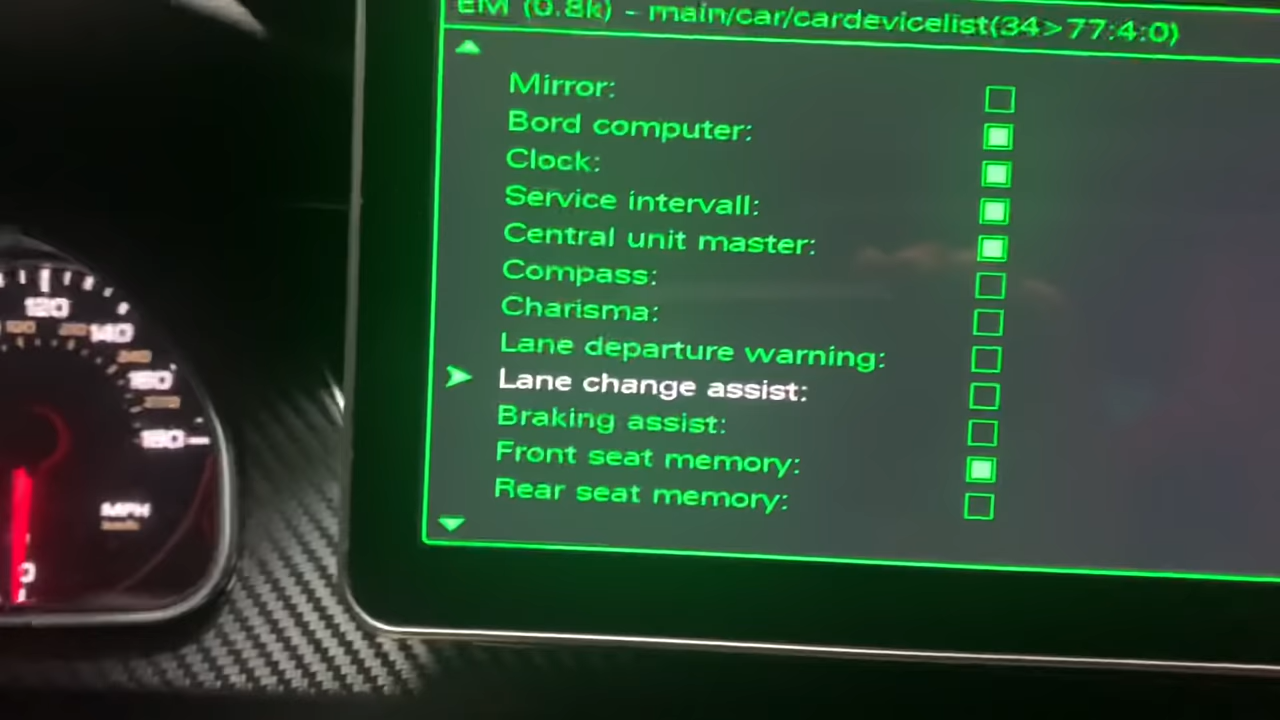 EM (0.8k) - main/car/cardevicelist(34>77:4:0)
Mirror:
Bord computer:
Clock:
Service intervall:
Central unit master:
Compass:
Charisma:
Lane departure warning:
Lane change assist:
Braking assist:
Front seat memory:
Rear seat memory:
120
140
160
180
MPH
0